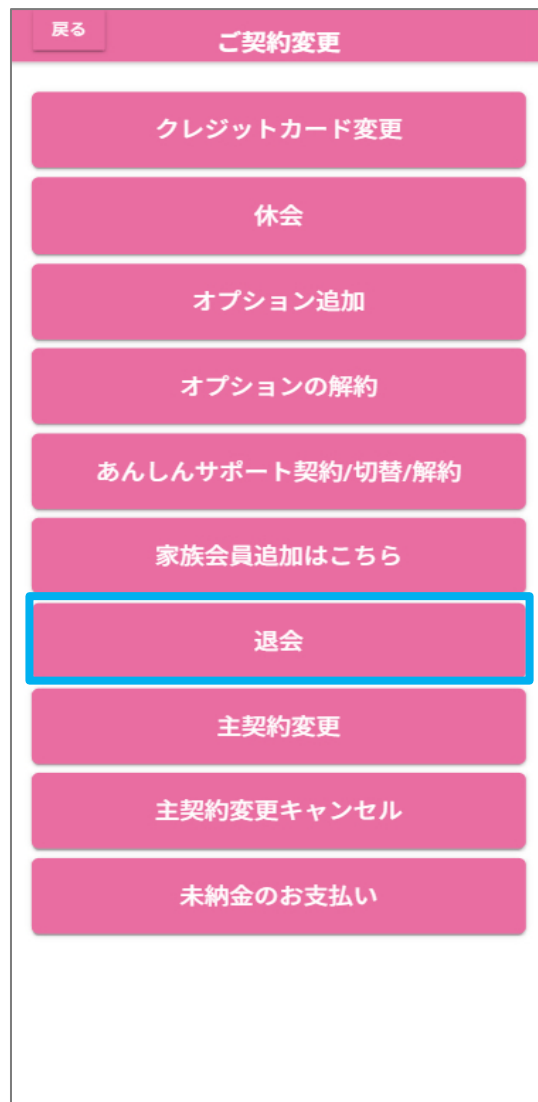 戻る
ご契約変更
クレジットカード変更
休会
オプション追加
オプションの解約
あんしんサポート契約/切替/解約
家族会員追加はこちら
退会
主契約変更
主契約変更キャンセル
未納金のお支払い